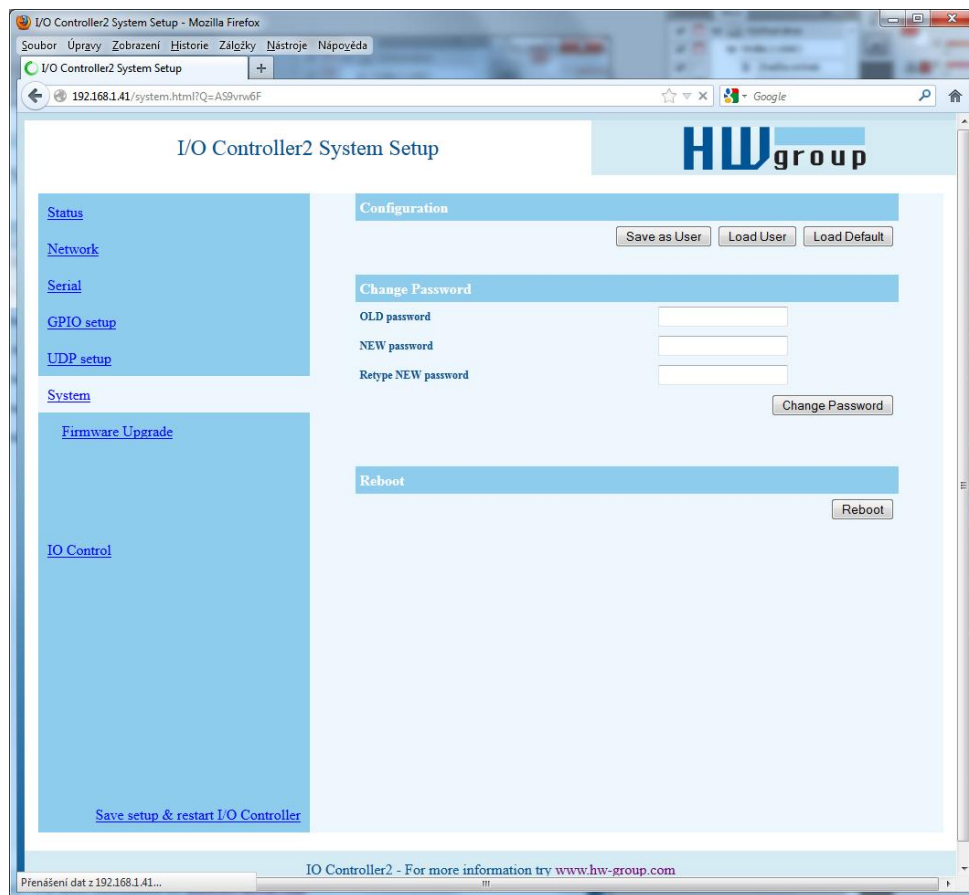 I/O Controller2 System Setup - Mozilla Firefox
Soubor Úpravy Zobrazení Historie Záložky Nástroje Nápověda
I/O Controller2 System Setup
192.168.1.41/system.html?Q=AS9vrw6F
Google
I/O Controller2 System Setup
HWgroup
Status
Network
Serial
GPIO setup
UDP setup
System
Firmware Upgrade
IO Control
Save setup & restart I/O Controller
Configuration
Save as User Load User Load Default
Change Password
OLD password
NEW password
Retype NEW password
Change Password
Reboot
Reboot
IO Controller2 - For more information try www.hw-group.com
Přenášení dat z 192.168.1.41...